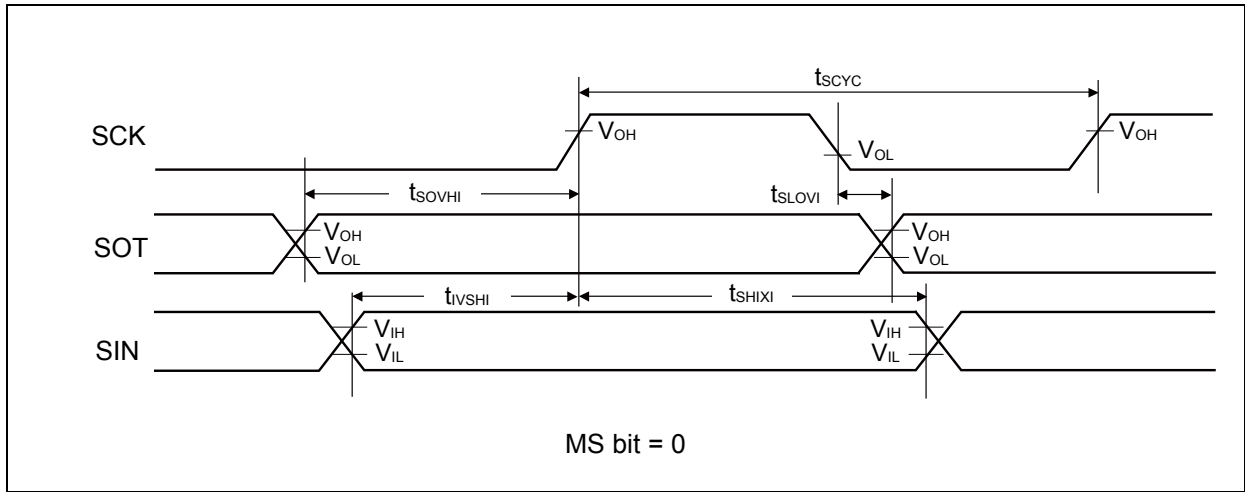 tSCYC
SCK
VOH
VOL
VOH
tSOVHI
tSLOVI
SOT
VOH
VOL
VOH
VOL
tIVSHI
tSHIXI
SIN
VIH
VIL
VIH
VIL
MS bit = 0